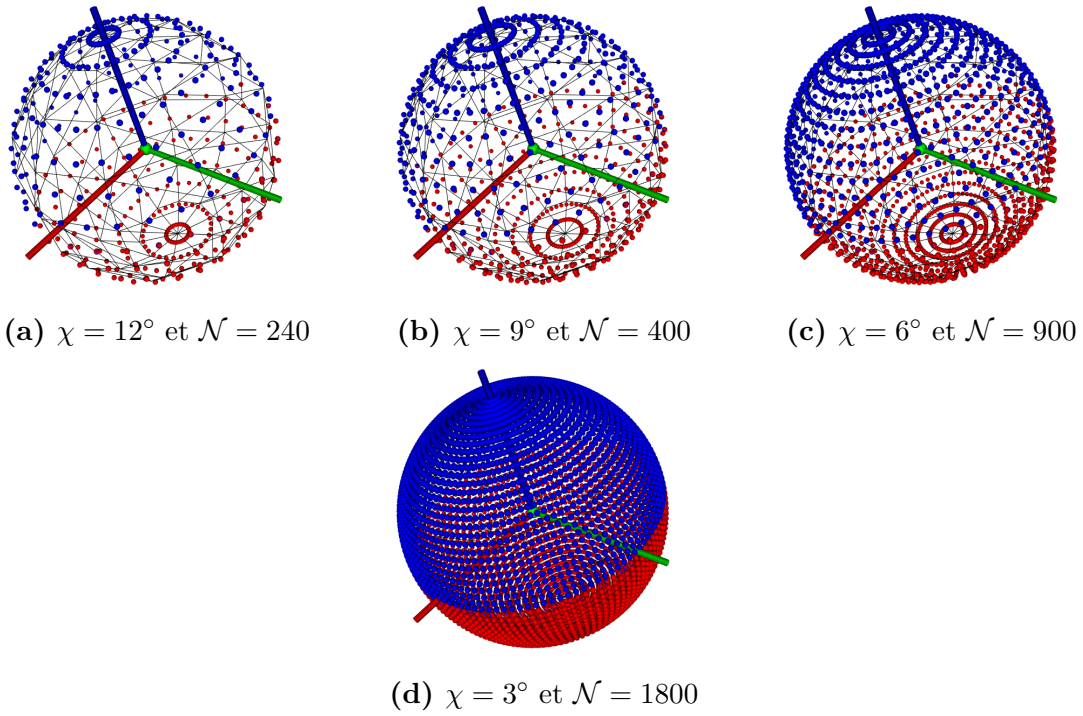 (a) χ = 12° et 𝒩 = 240
(b) χ = 9° et 𝒩 = 400
(c) χ = 6° et 𝒩 = 900
(d) χ = 3° et 𝒩 = 1800